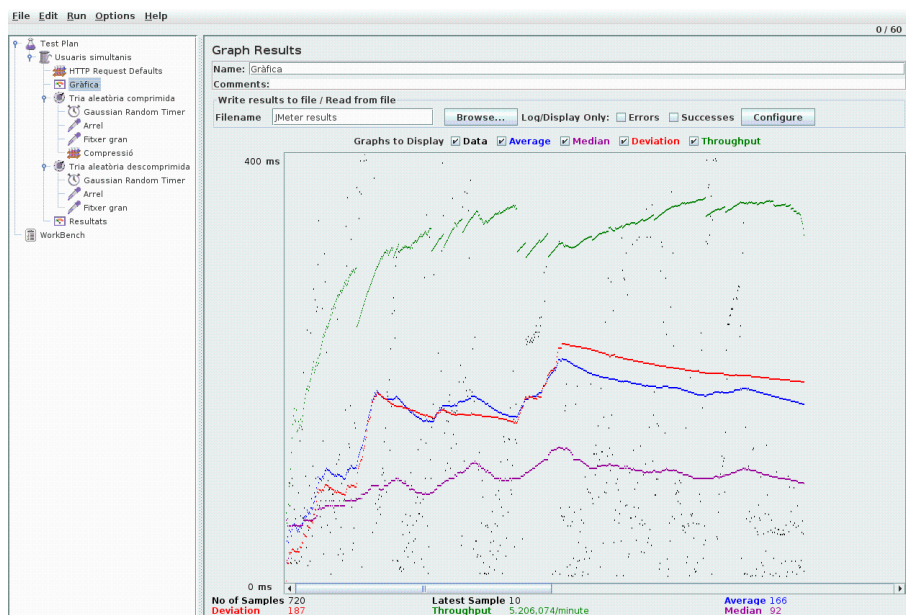 File Edit Run Options Help
0 / 60
Test Plan
Usuaris simultanis
HTTP Request Defaults
Gràfica
Tria aleatòria comprimida
Gaussian Random Timer
Arrel
Fitxer gran
Compressió
Tria aleatòria descomprimida
Gaussian Random Timer
Arrel
Fitxer gran
Resultats
WorkBench
Graph Results
Name: Gràfica
Comments:
Write results to file / Read from file
Filename JMeter results Browse... Log/Display Only: Errors Successes Configure
Graphs to Display Data Average Median Deviation Throughput
400 ms
0 ms
No of Samples 720 Latest Sample 10 Average 166
Deviation 187 Throughput 5.206,074/minute Median 92